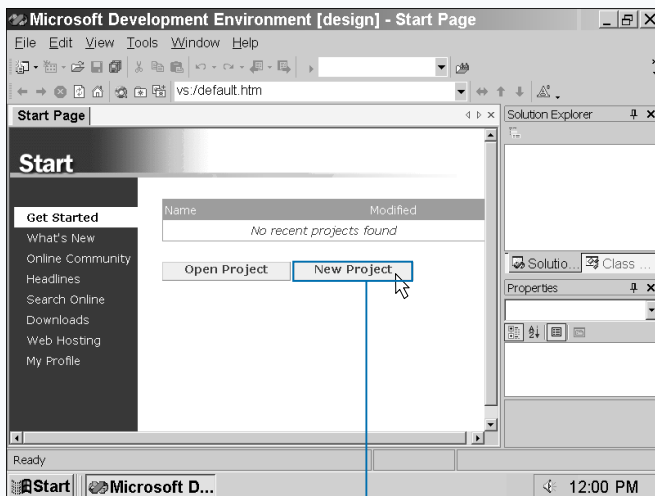 Microsoft Development Environment [design] - Start Page
File Edit View Tools Window Help
vs:/default.htm
Start Page
Solution Explorer
Start
Get Started
What's New
Online Community
Headlines
Search Online
Downloads
Web Hosting
My Profile
Name Modified
No recent projects found
Open Project New Project
Solutio... Class ...
Properties
Ready
Start Microsoft D... 12:00 PM